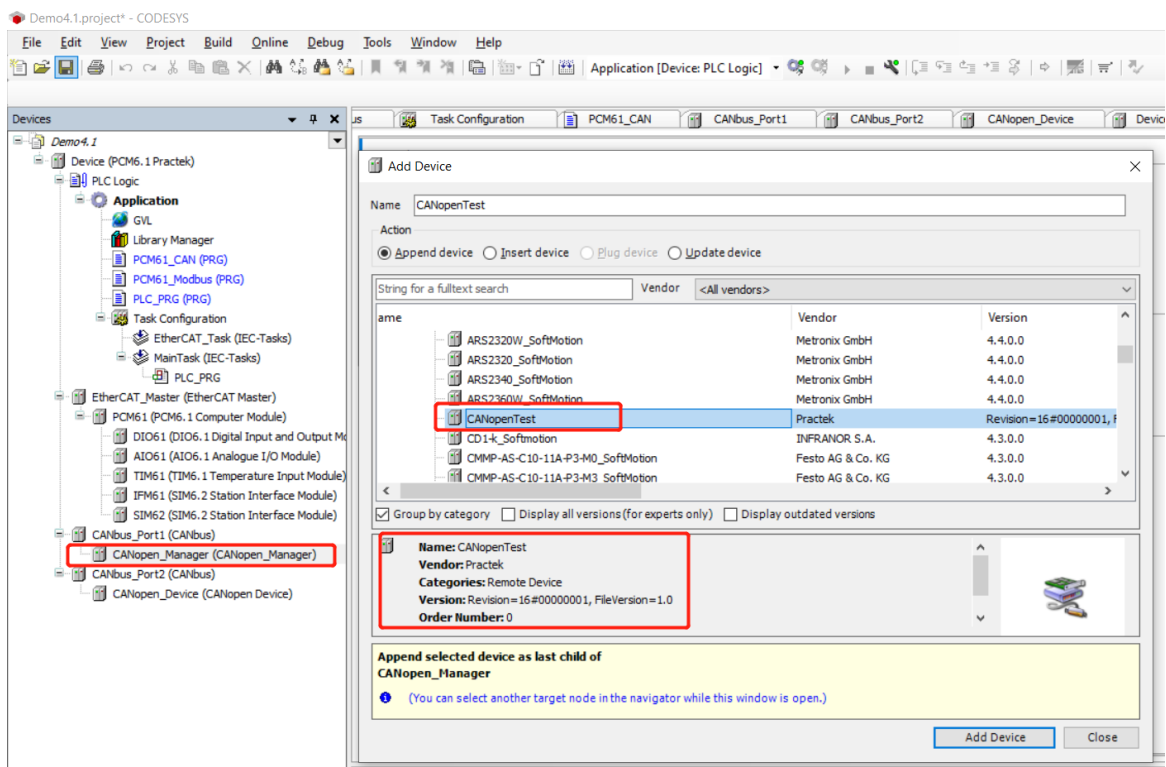 Demo4.1.project* - CODESYS
File Edit View Project Build Online Debug Tools Window Help
Application [Device: PLC Logic]
Devices
us Task Configuration PCM61_CAN CANbus_Port1 CANbus_Port2 CANopen_Device Devic
Demo4.1
Device (PCM6.1 Practek)
PLC Logic
Application
GVL
Library Manager
PCM61_CAN (PRG)
PCM61_Modbus (PRG)
PLC_PRG (PRG)
Task Configuration
EtherCAT_Task (IEC-Tasks)
MainTask (IEC-Tasks)
PLC_PRG
EtherCAT_Master (EtherCAT Master)
PCM61 (PCM6.1 Computer Module)
DIO61 (DIO6.1 Digital Input and Output Mo
AIO61 (AIO6.1 Analogue I/O Module)
TIM61 (TIM6.1 Temperature Input Module)
IFM61 (SIM6.2 Station Interface Module)
SIM62 (SIM6.2 Station Interface Module)
CANbus_Port1 (CANbus)
CANopen_Manager (CANopen_Manager)
CANbus_Port2 (CANbus)
CANopen_Device (CANopen Device)
Add Device
Name CANopenTest
Action
Append device Insert device Plug device Update device
String for a fulltext search Vendor <All vendors>
ame Vendor Version
ARS2320W_SoftMotion Metronix GmbH 4.4.0.0
ARS2320_SoftMotion Metronix GmbH 4.4.0.0
ARS2340_SoftMotion Metronix GmbH 4.4.0.0
ARS2360W_SoftMotion Metronix GmbH 4.4.0.0
CANopenTest Practek Revision=16#00000001, F
CD1-k_Softmotion INFRANOR S.A. 4.3.0.0
CMMP-AS-C10-11A-P3-M0_SoftMotion Festo AG & Co. KG 4.3.0.0
CMMP-AS-C10-11A-P3-M3_SoftMotion Festo AG & Co. KG 4.3.0.0
Group by category Display all versions (for experts only) Display outdated versions
Name: CANopenTest
Vendor: Practek
Categories: Remote Device
Version: Revision=16#00000001, FileVersion=1.0
Order Number: 0
Append selected device as last child of
CANopen_Manager
(You can select another target node in the navigator while this window is open.)
Add Device Close